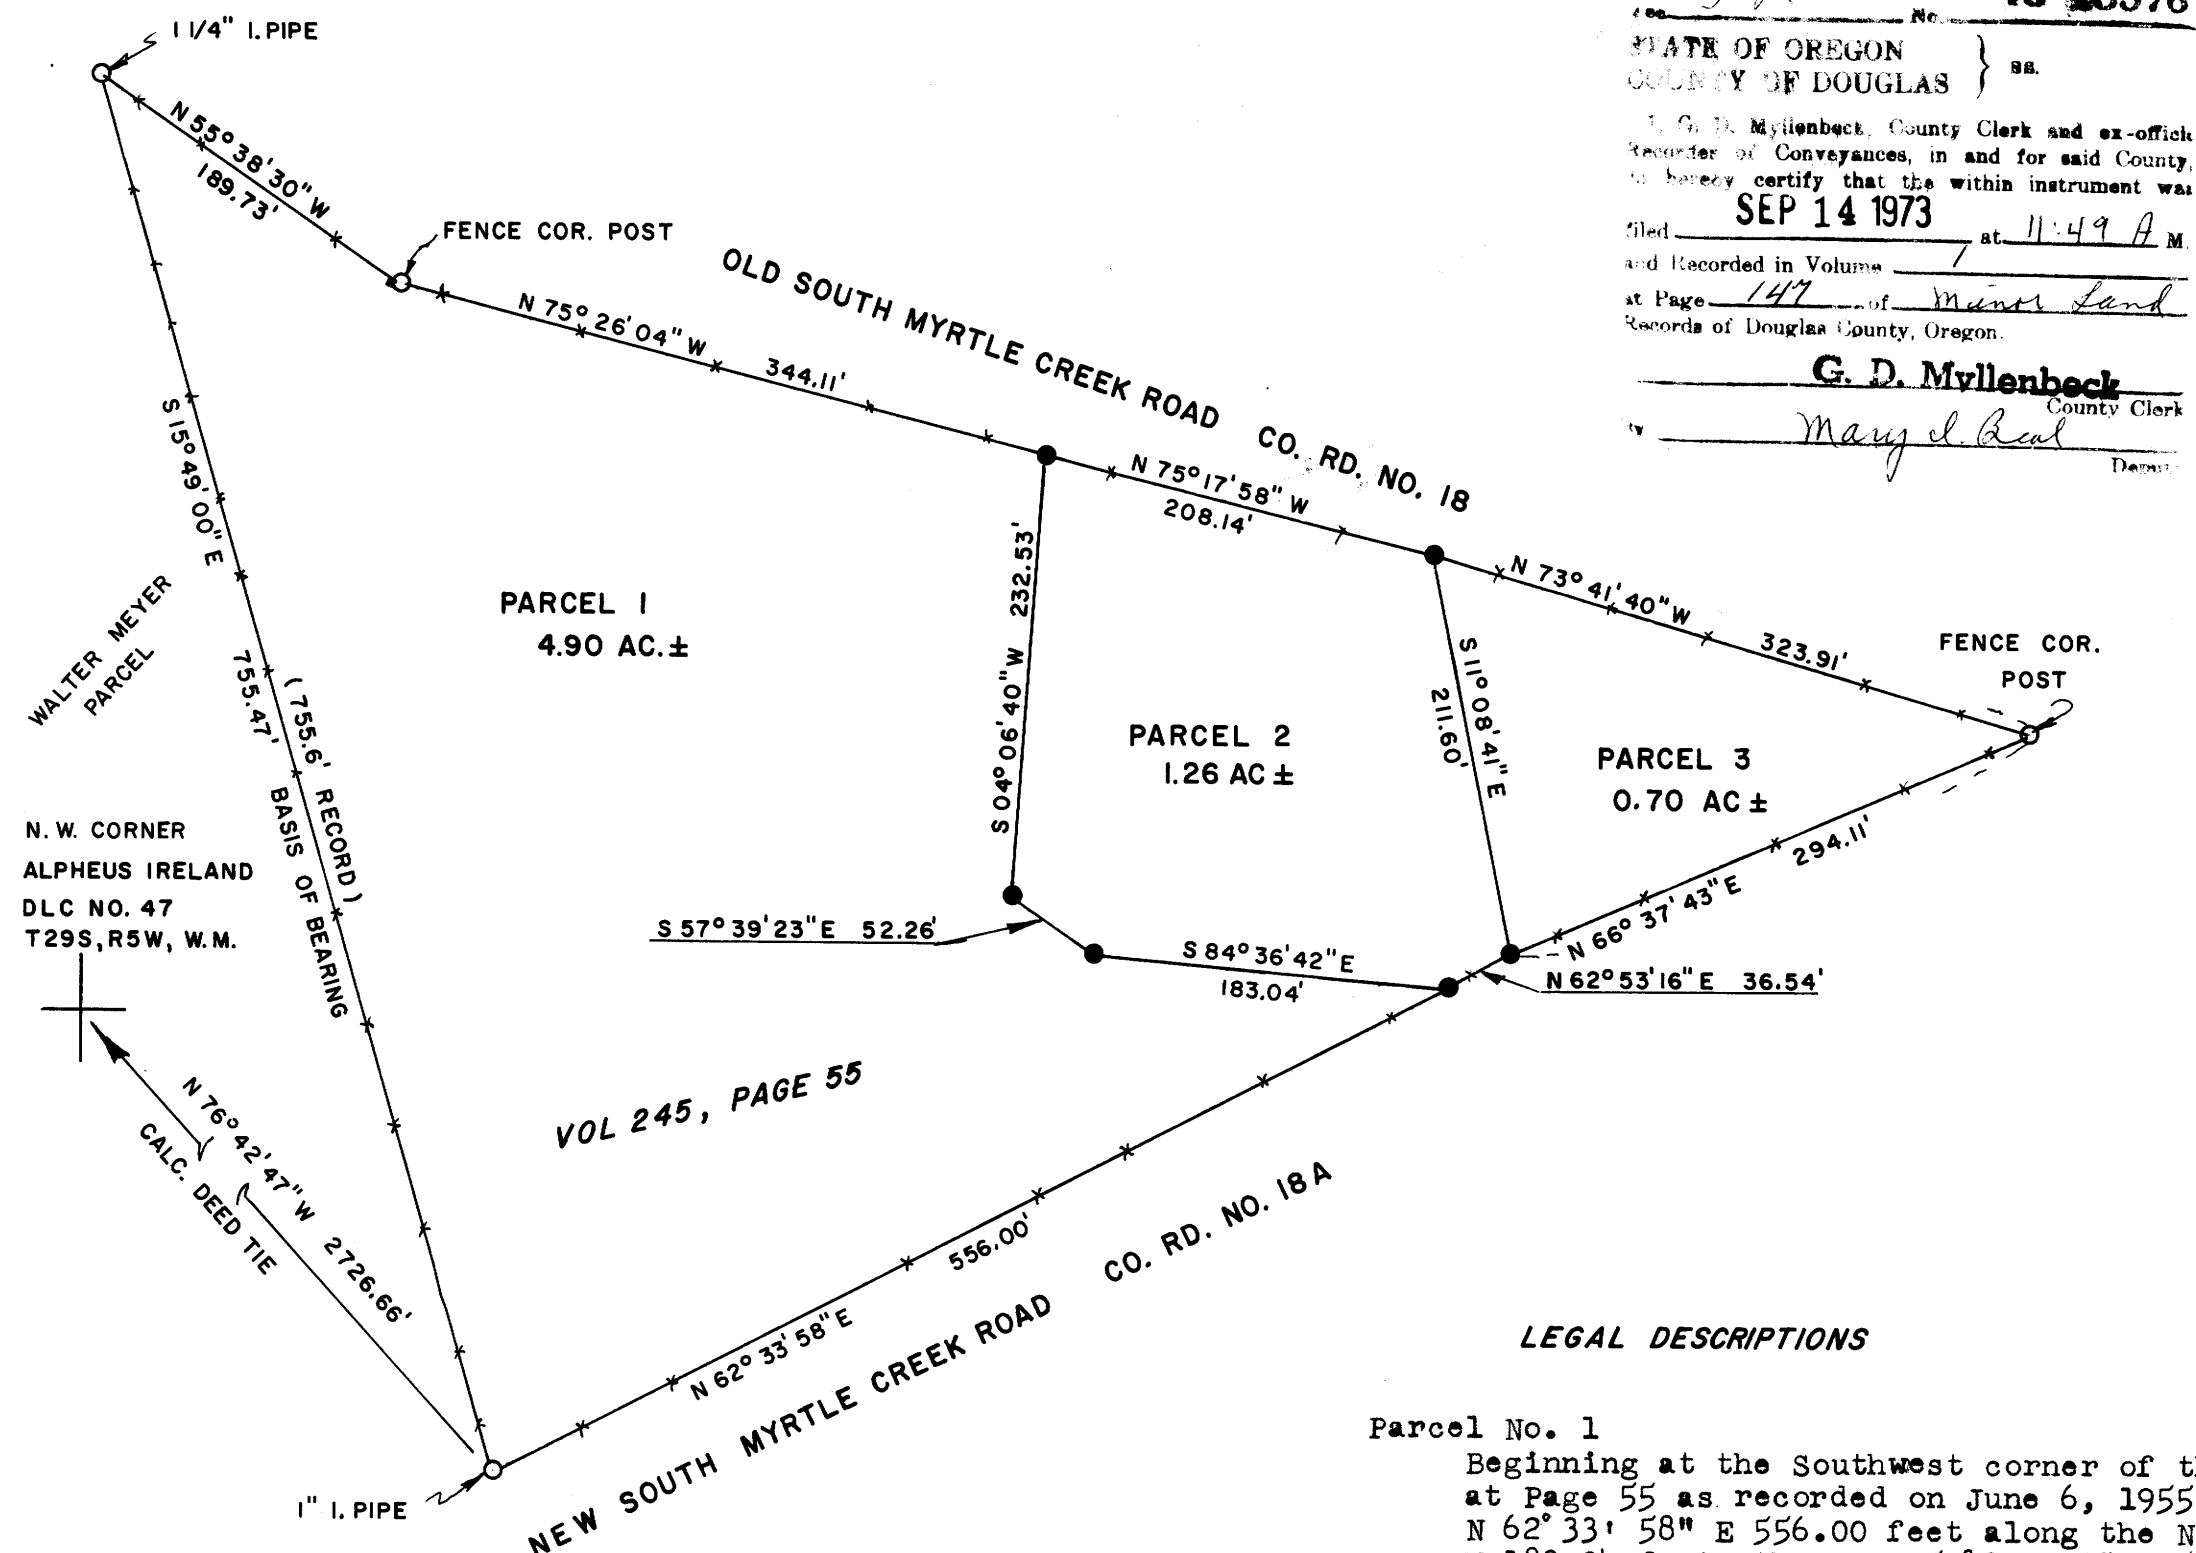 1 1/4" I. PIPE
N 55° 38' 30" W
189.73'
FENCE COR. POST
N 75° 26' 04" W 344.11'
OLD SOUTH MYRTLE CREEK ROAD CO. RD. NO. 18
N 75° 17' 58" W
208.14'
N 73° 41' 40" W 323.91'
FENCE COR.
POST
S 15° 49' 00" E
755.47' BASIS OF BEARING
(755.6' RECORD)
WALTER MEYER
PARCEL
PARCEL 1
4.90 AC. ±
S 04° 06' 40" W 232.53'
PARCEL 2
1.26 AC ±
S 11° 08' 41" E
211.60'
PARCEL 3
0.70 AC ±
294.11'
N 66° 37' 43" E
N 62° 53' 16" E 36.54'
S 57° 39' 23" E 52.26'
S 84° 36' 42" E
183.04'
N. W. CORNER
ALPHEUS IRELAND
DLC NO. 47
T29S, R5W, W.M.
N 76° 42' 47" W 2726.66'
CALC. DEED TIE
VOL 245, PAGE 55
556.00'
N 62° 33' 58" E
NEW SOUTH MYRTLE CREEK ROAD CO. RD. NO. 18 A
1" I. PIPE
No.
STATE OF OREGON
COUNTY OF DOUGLAS } ss.
I, G. D. Myllenbeck, County Clerk and ex-offici
Recorder of Conveyances, in and for said County,
do hereby certify that the within instrument was
SEP 14 1973
filed at 11:49 A M.
and Recorded in Volume 1
at Page 147 of Minor Land
Records of Douglas County, Oregon.
G. D. Myllenbeck
County Clerk
Mary I. Beal
Deput
LEGAL DESCRIPTIONS
Parcel No. 1
Beginning at the Southwest corner of t
at Page 55 as recorded on June 6, 1955
N 62° 33' 58" E 556.00 feet along the N